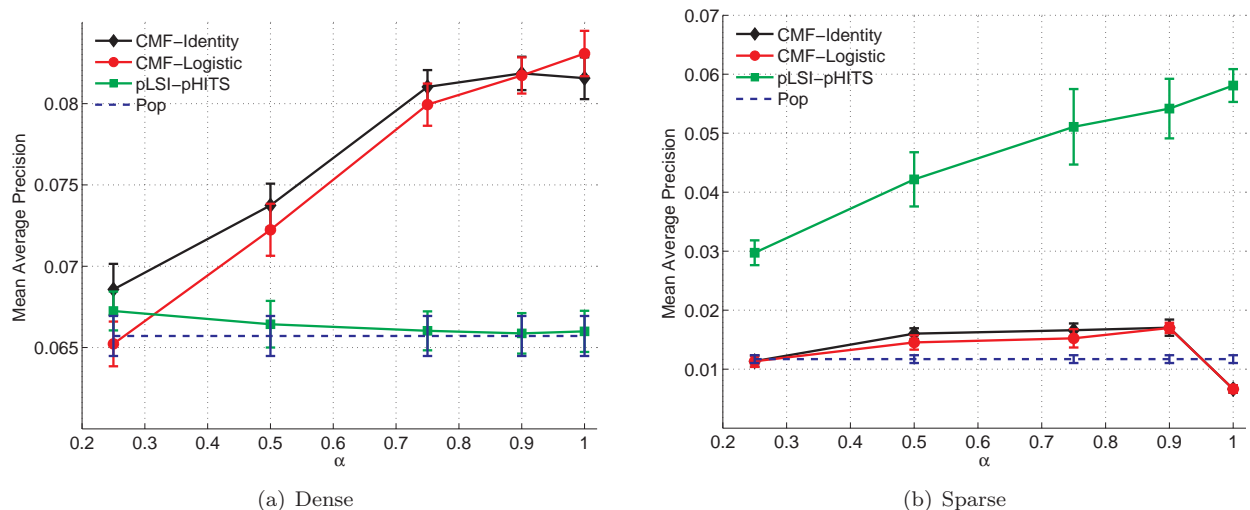 CMF−Identity
CMF−Logistic
pLSI−pHITS
Pop
0.08
0.075
0.07
0.065
Mean Average Precision
0.2 0.3 0.4 0.5 0.6 0.7 0.8 0.9 1
α
(a) Dense
0.07
CMF−Identity
CMF−Logistic
pLSI−pHITS
Pop
0.06
0.05
0.04
0.03
0.02
0.01
Mean Average Precision
0.2 0.3 0.4 0.5 0.6 0.7 0.8 0.9 1
α
(b) Sparse